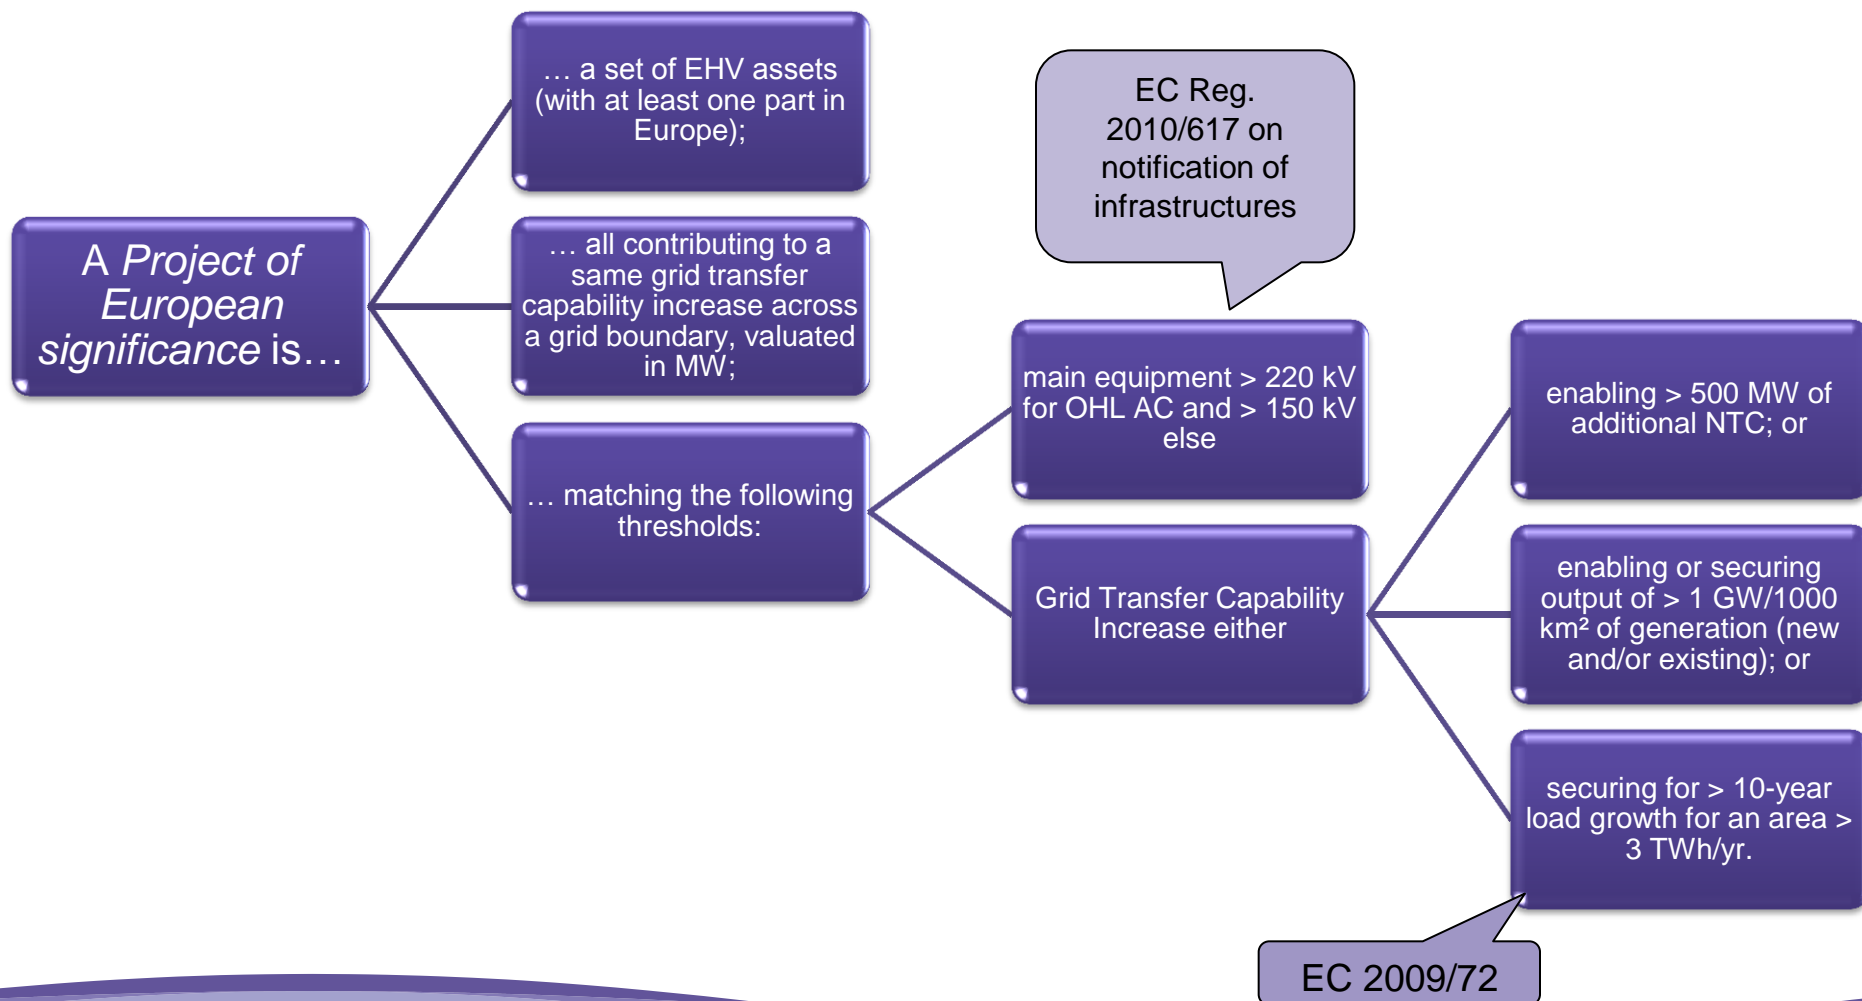 A Project of
European
significance is…
… a set of EHV assets
(with at least one part in
Europe);
… all contributing to a
same grid transfer
capability increase across
a grid boundary, valuated
in MW;
… matching the following
thresholds:
EC Reg.
2010/617 on
notification of
infrastructures
main equipment > 220 kV
for OHL AC and > 150 kV
else
Grid Transfer Capability
Increase either
enabling > 500 MW of
additional NTC; or
enabling or securing
output of > 1 GW/1000
km² of generation (new
and/or existing); or
securing for > 10-year
load growth for an area >
3 TWh/yr.
EC 2009/72